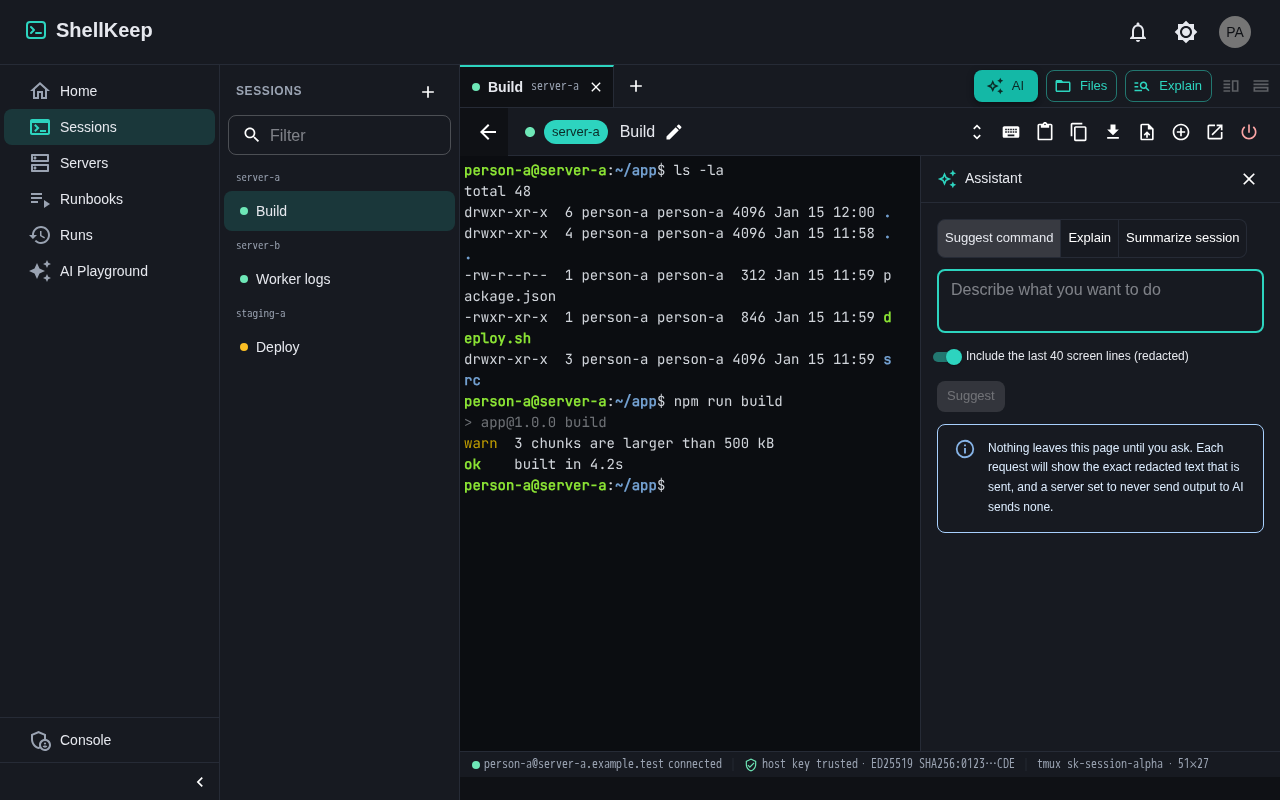 ShellKeep
PA
Home
Sessions
Servers
Runbooks
Runs
AI Playground
Console
SESSIONS
Filter
server-a
Build
server-b
Worker logs
staging-a
Deploy
Build server-a
AI
Files
Explain
server-a
Build
person-a@server-a:~/app$ ls -la
total 48
drwxr-xr-x  6 person-a person-a 4096 Jan 15 12:00 .
drwxr-xr-x  4 person-a person-a 4096 Jan 15 11:58 .
.
-rw-r--r--  1 person-a person-a  312 Jan 15 11:59 p
ackage.json
-rwxr-xr-x  1 person-a person-a  846 Jan 15 11:59 d
eploy.sh
drwxr-xr-x  3 person-a person-a 4096 Jan 15 11:59 s
rc
person-a@server-a:~/app$ npm run build
> app@1.0.0 build
warn  3 chunks are larger than 500 kB
ok    built in 4.2s
person-a@server-a:~/app$
Assistant
Suggest command
Explain
Summarize session
Describe what you want to do
Include the last 40 screen lines (redacted)
Suggest
Nothing leaves this page until you ask. Each
request will show the exact redacted text that is
sent, and a server set to never send output to AI
sends none.
person-a@server-a.example.test connected
host key trusted · ED25519 SHA256:0123···CDE
tmux sk-session-alpha · 51×27